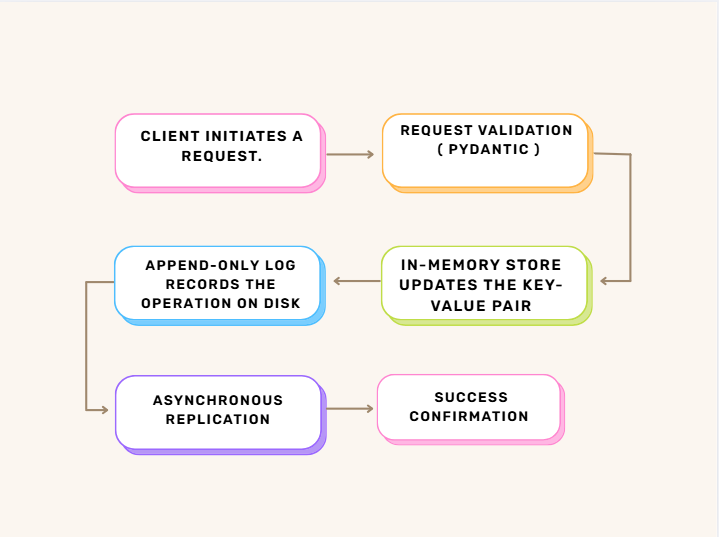 CLIENT INITIATES A
REQUEST.
REQUEST VALIDATION
( PYDANTIC )
IN-MEMORY STORE
UPDATES THE KEY-
VALUE PAIR
APPEND-ONLY LOG
RECORDS THE
OPERATION ON DISK
ASYNCHRONOUS
REPLICATION
SUCCESS
CONFIRMATION